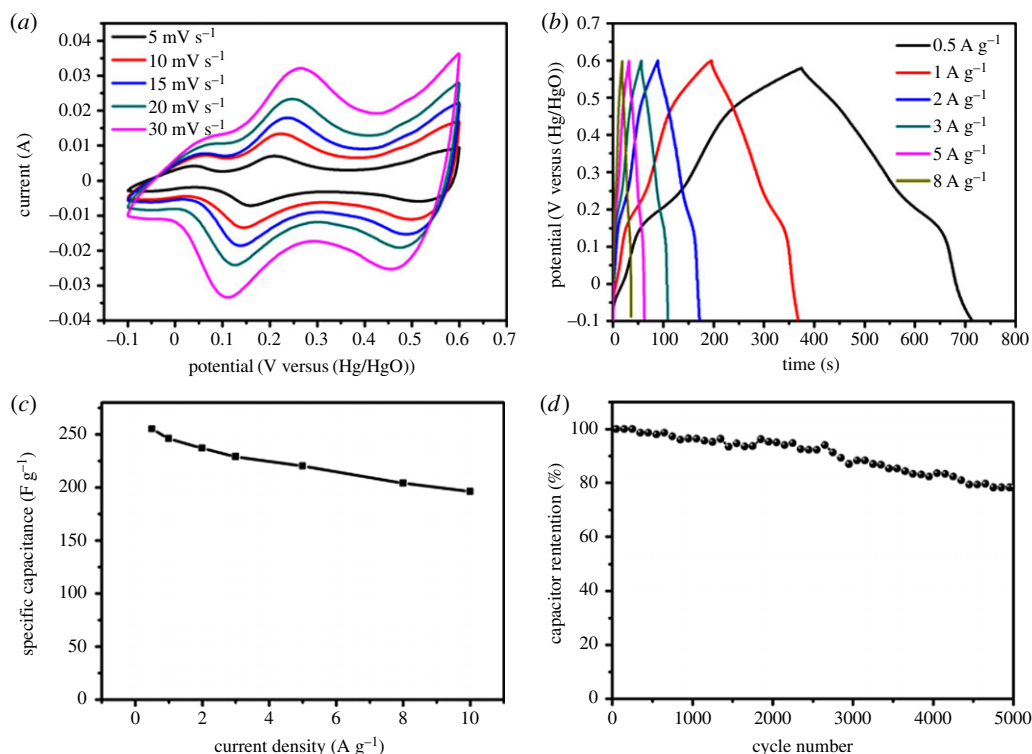 (a)
0.04
0.03
0.02
0.01
0
–0.01
–0.02
–0.03
–0.04
current (A)
5 mV s⁻¹
10 mV s⁻¹
15 mV s⁻¹
20 mV s⁻¹
30 mV s⁻¹
–0.1 0 0.1 0.2 0.3 0.4 0.5 0.6 0.7
potential (V versus (Hg/HgO))
(b)
0.7
0.6
0.5
0.4
0.3
0.2
0.1
0
–0.1
potential (V versus (Hg/HgO))
0.5 A g⁻¹
1 A g⁻¹
2 A g⁻¹
3 A g⁻¹
5 A g⁻¹
8 A g⁻¹
0 100 200 300 400 500 600 700 800
time (s)
(c)
250
200
150
100
50
0
specific capacitance (F g⁻¹)
0 2 4 6 8 10
current density (A g⁻¹)
(d)
100
80
60
40
20
0
capacitor rentention (%)
0 1000 2000 3000 4000 5000
cycle number